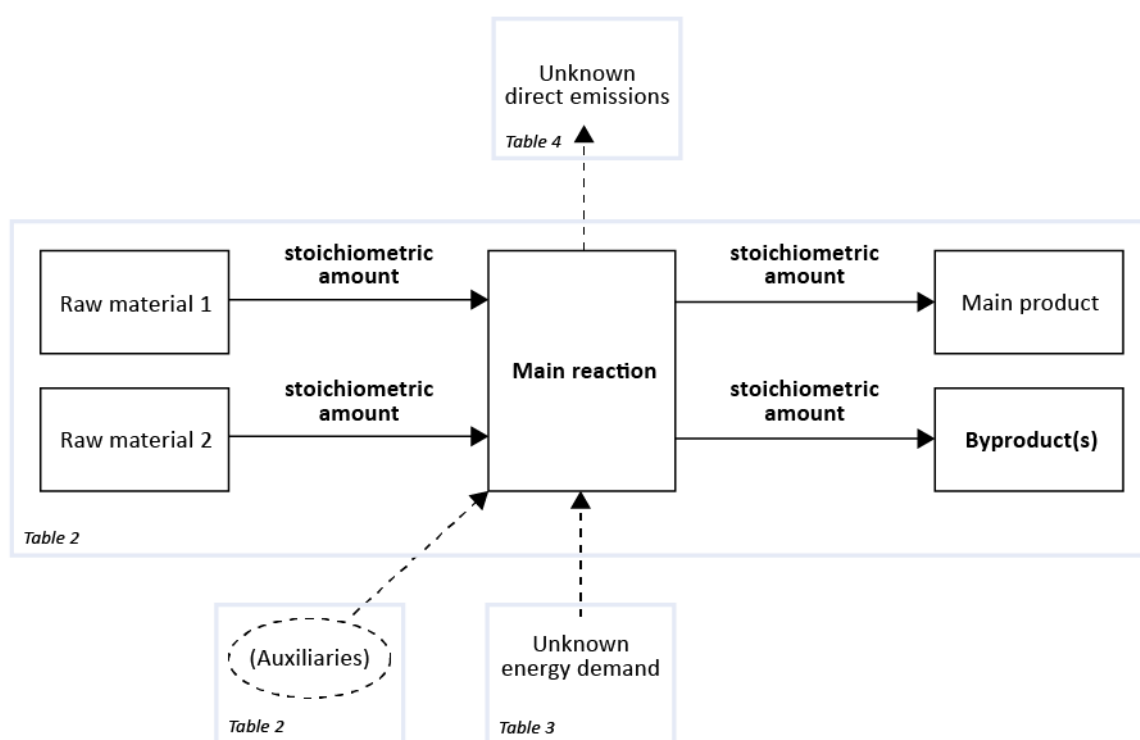 Unknown
direct emissions
Table 4
stoichiometric
amount
stoichiometric
amount
Raw material 1
Main product
Main reaction
stoichiometric
amount
stoichiometric
amount
Raw material 2
Byproduct(s)
Table 2
(Auxiliaries)
Table 2
Unknown
energy demand
Table 3